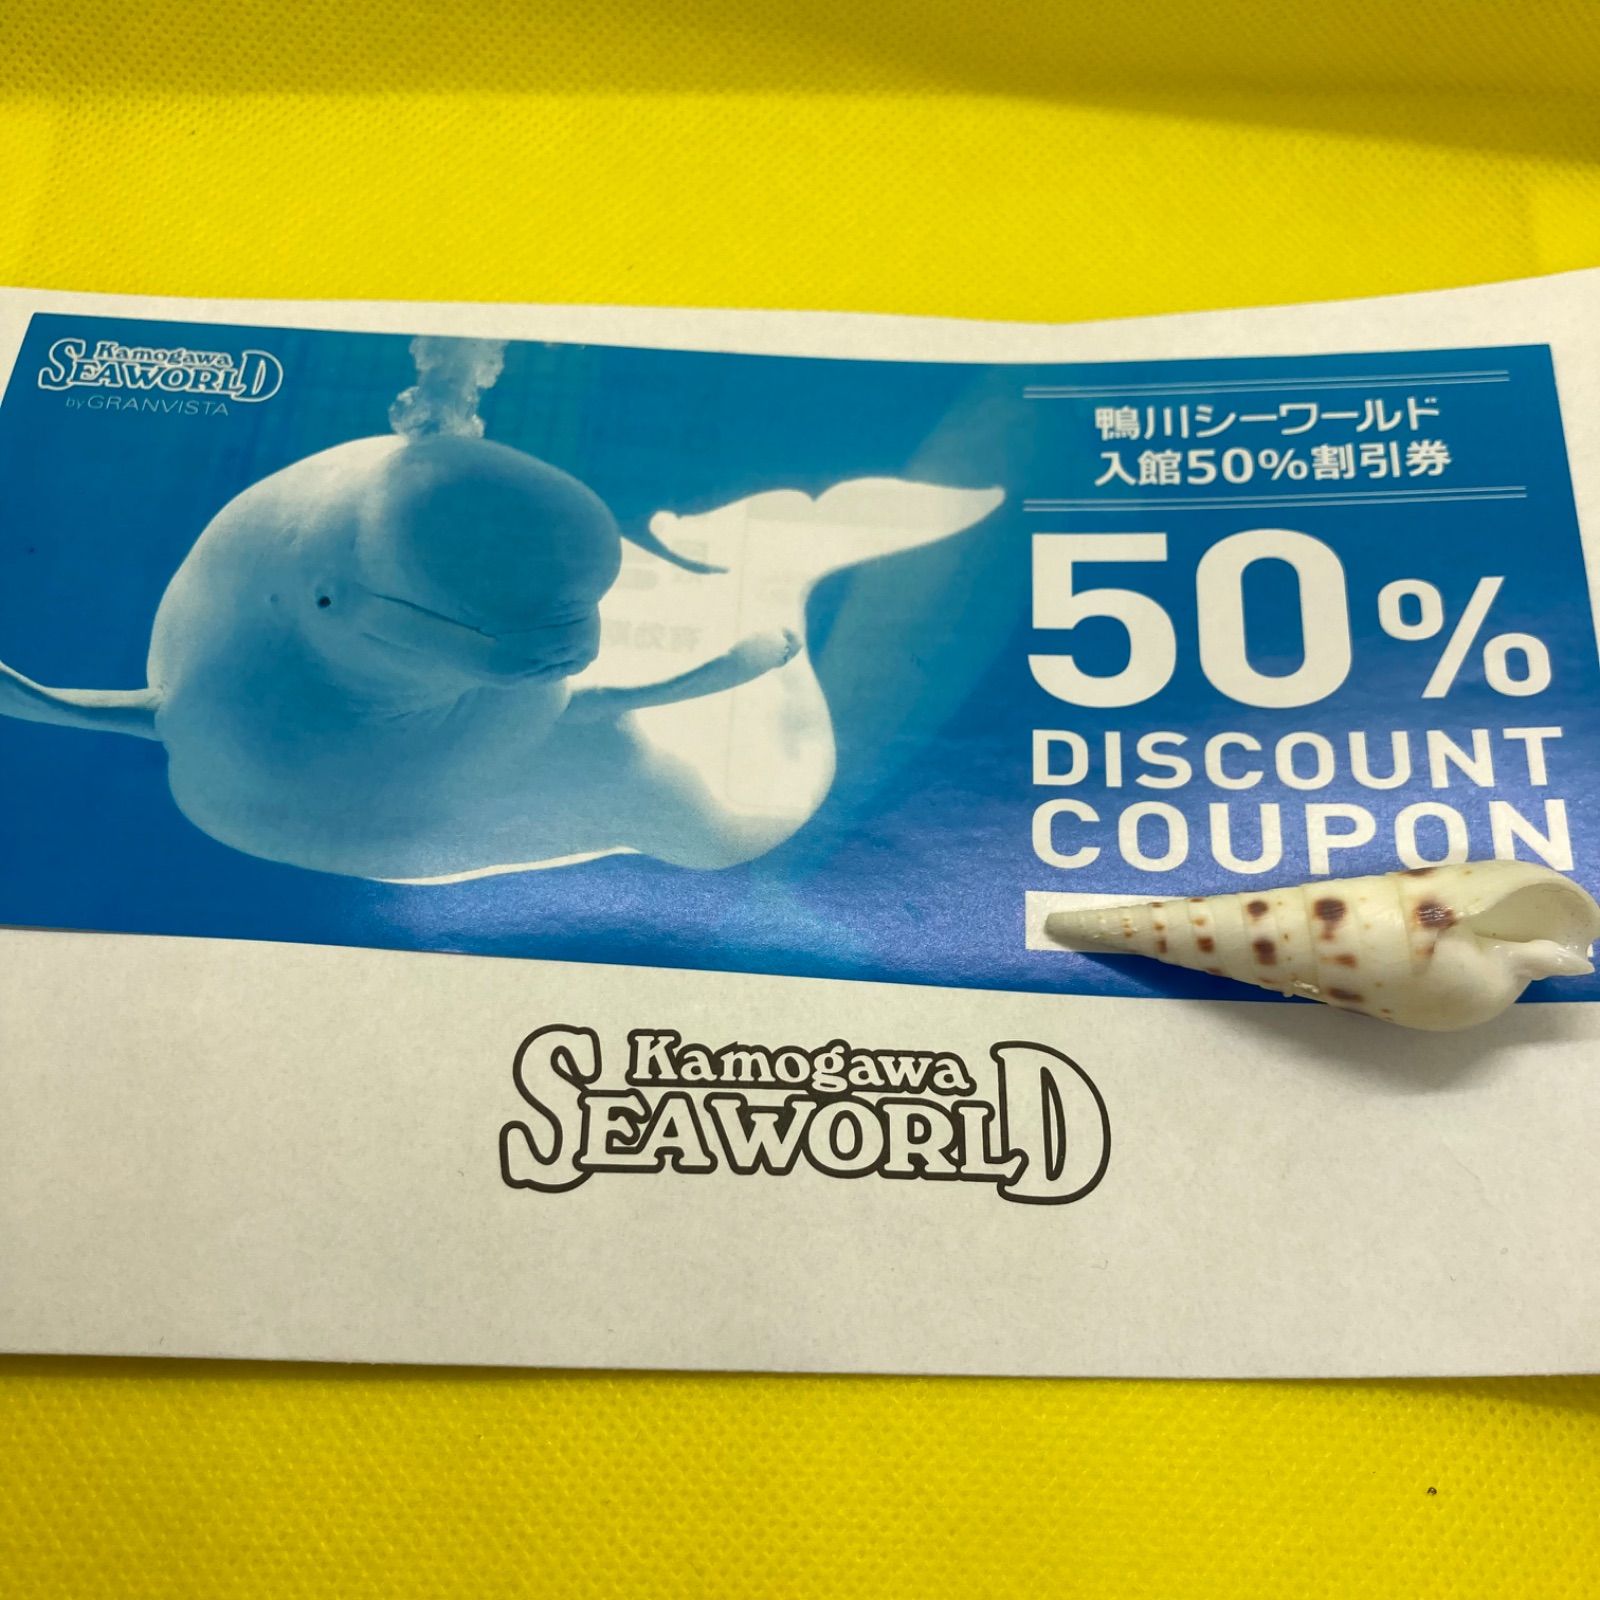 Kamogawa
SEAWORLD
by GRANVISTA
鴨川シーワールド
入館50%割引券
50%
DISCOUNT
COUPON
Kamogawa
SEAWORLD